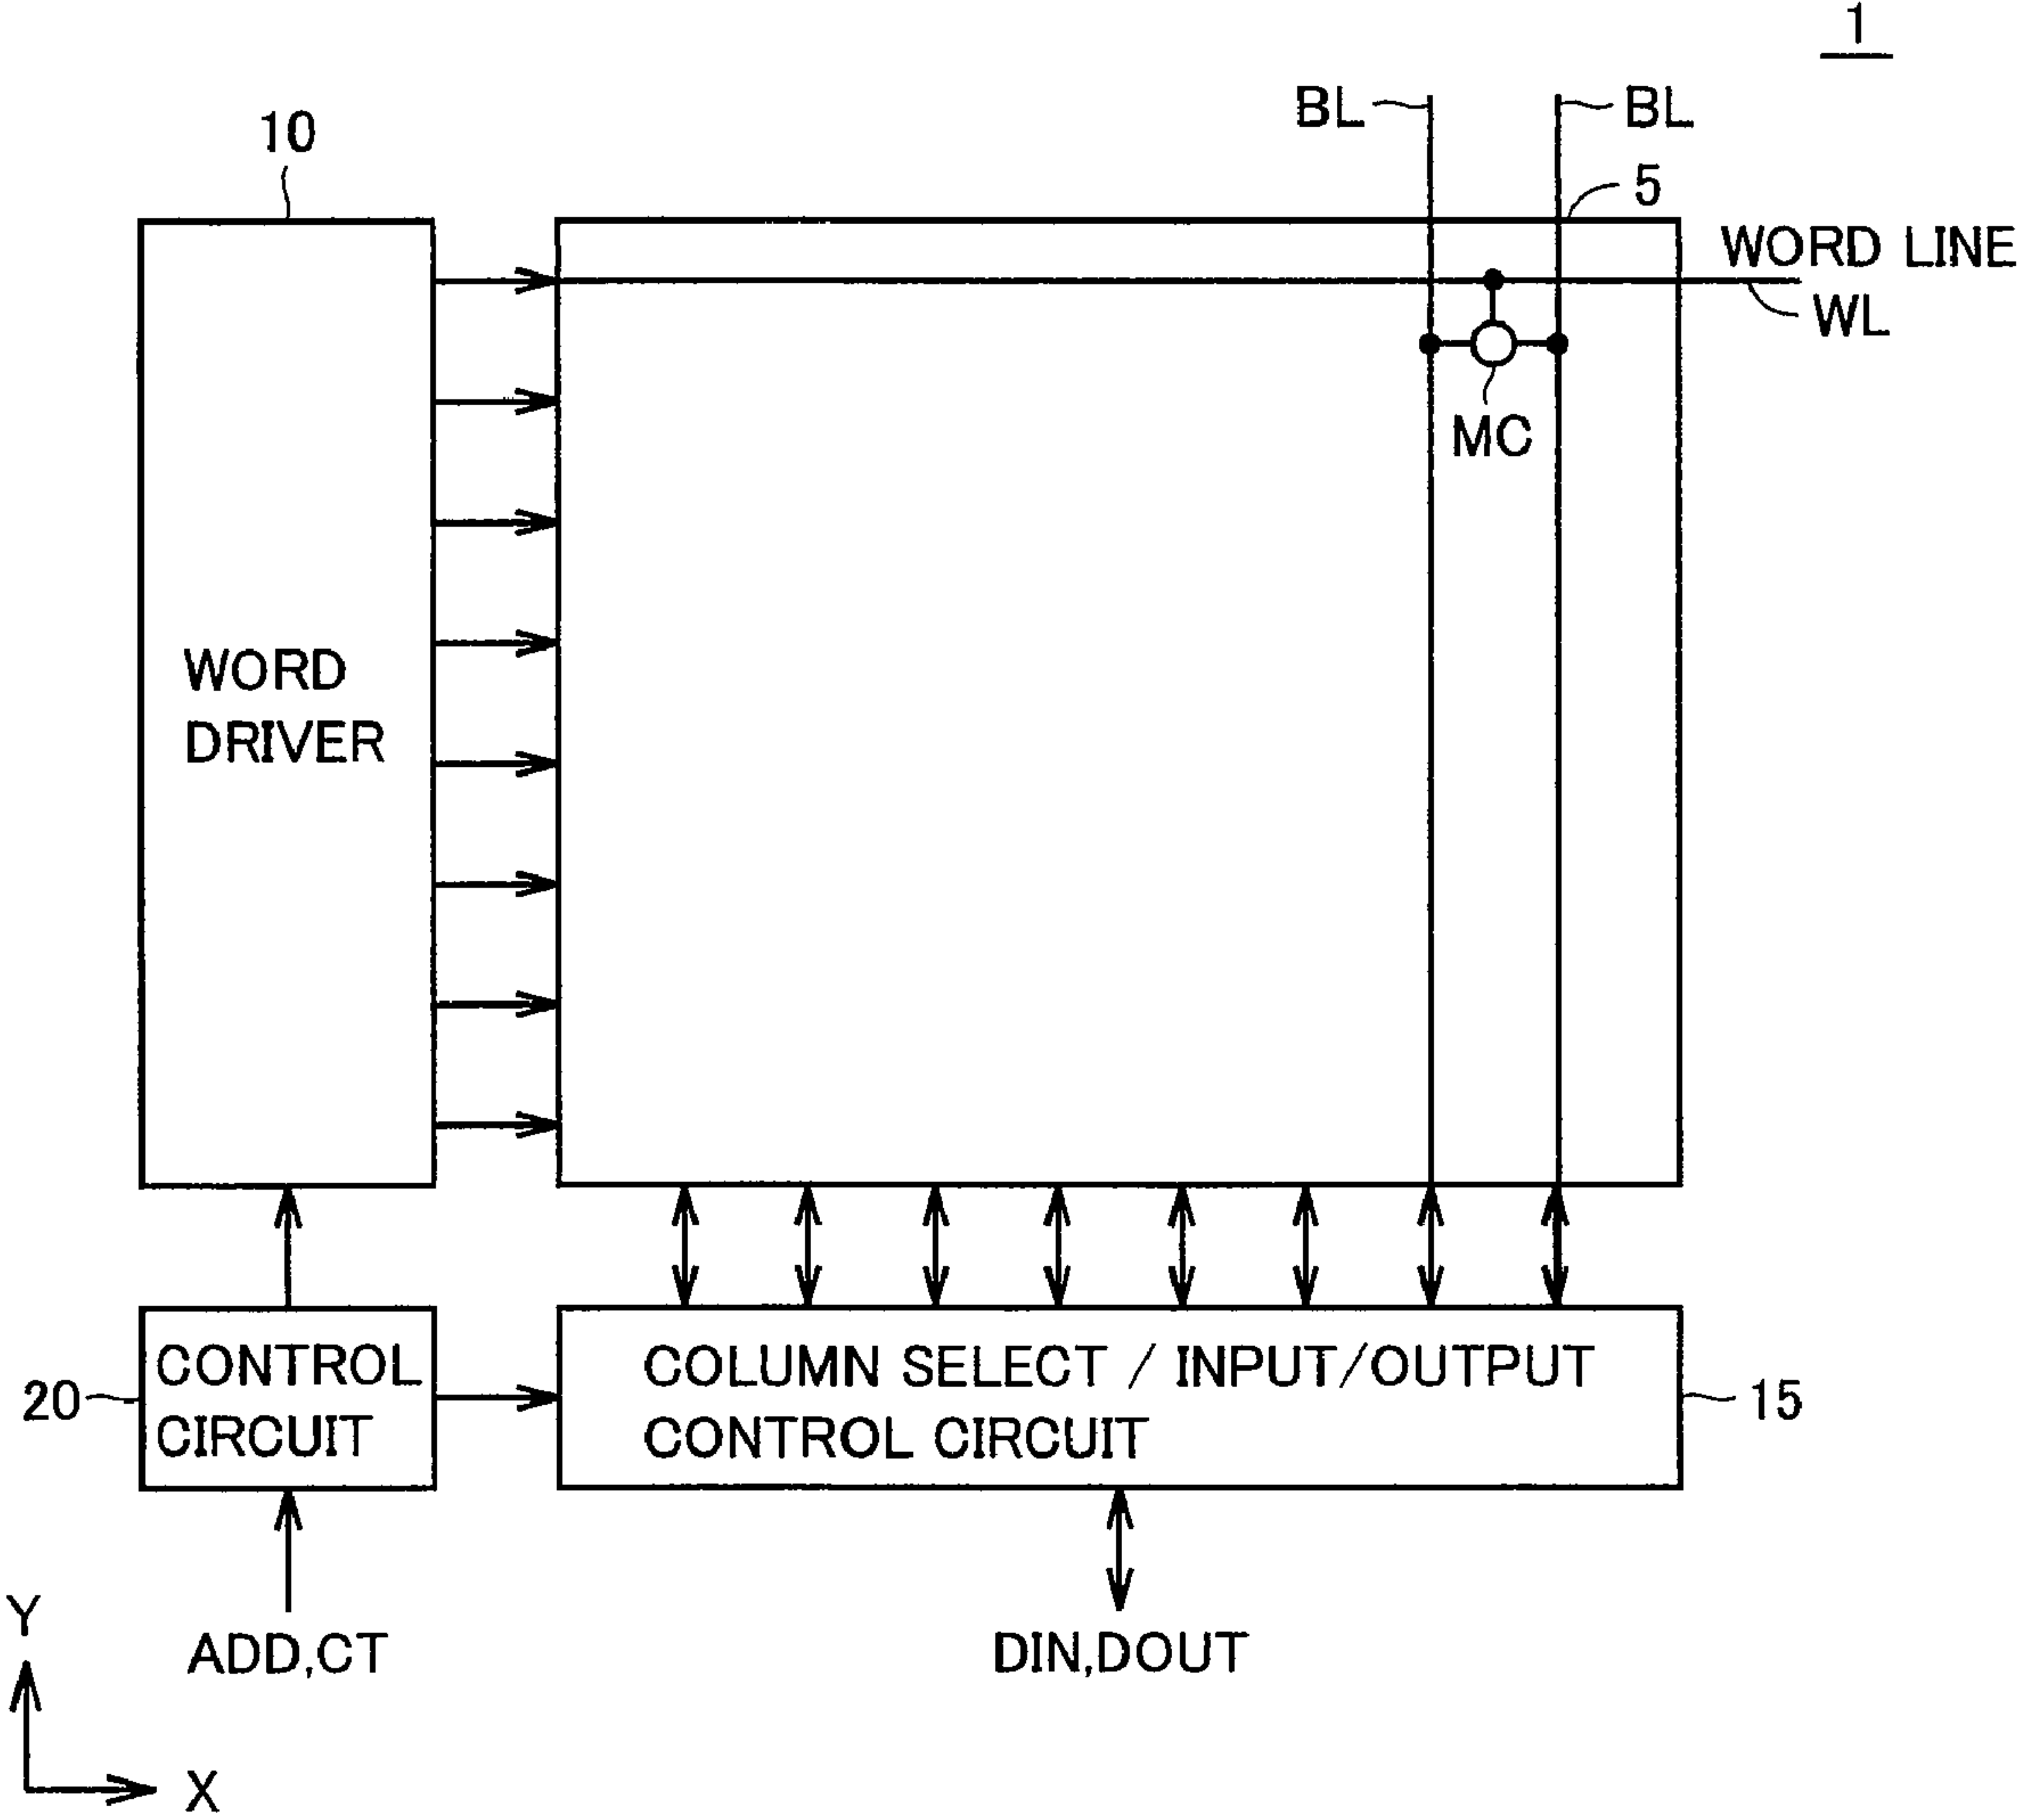 1
BL
BL
10
5
WORD LINE
WL
MC
WORD
DRIVER
CONTROL
CIRCUIT
20
COLUMN SELECT / INPUT/OUTPUT
CONTROL CIRCUIT
15
Y
ADD,CT
DIN,DOUT
X